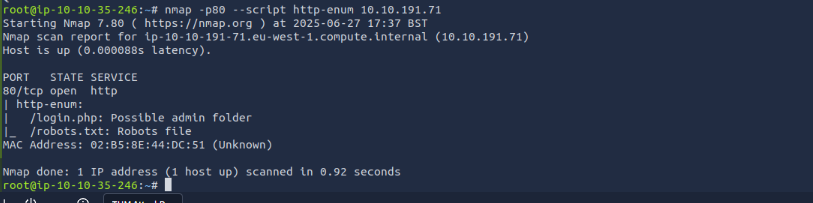 root@ip-10-10-35-246:~# nmap -p80 --script http-enum 10.10.191.71
Starting Nmap 7.80 ( https://nmap.org ) at 2025-06-27 17:37 BST
Nmap scan report for ip-10-10-191-71.eu-west-1.compute.internal (10.10.191.71)
Host is up (0.000088s latency).

PORT   STATE SERVICE
80/tcp open  http
| http-enum:
|   /login.php: Possible admin folder
|_  /robots.txt: Robots file
MAC Address: 02:B5:8E:44:DC:51 (Unknown)

Nmap done: 1 IP address (1 host up) scanned in 0.92 seconds
root@ip-10-10-35-246:~#